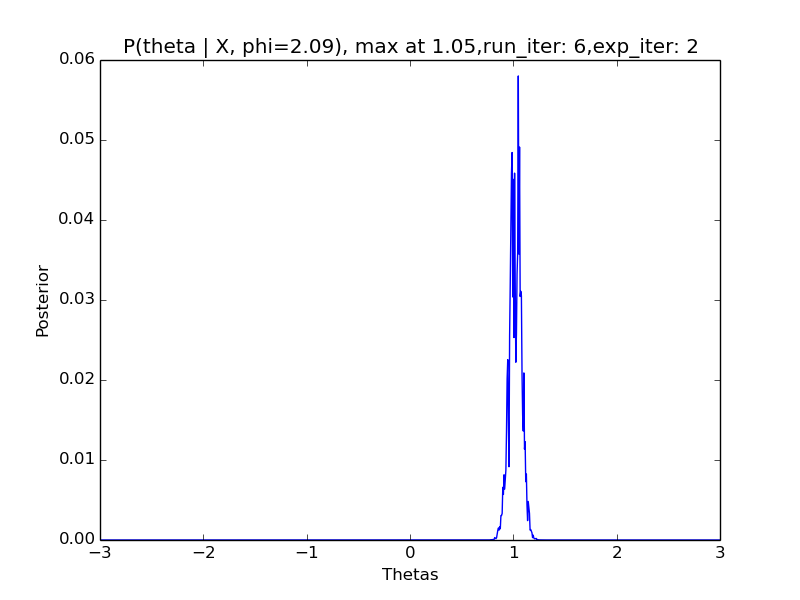 P(theta | X, phi=2.09), max at 1.05,run_iter: 6,exp_iter: 2
0.06
0.05
0.04
0.03
0.02
0.01
0.00
Posterior
−3 −2 −1 0 1 2 3
Thetas